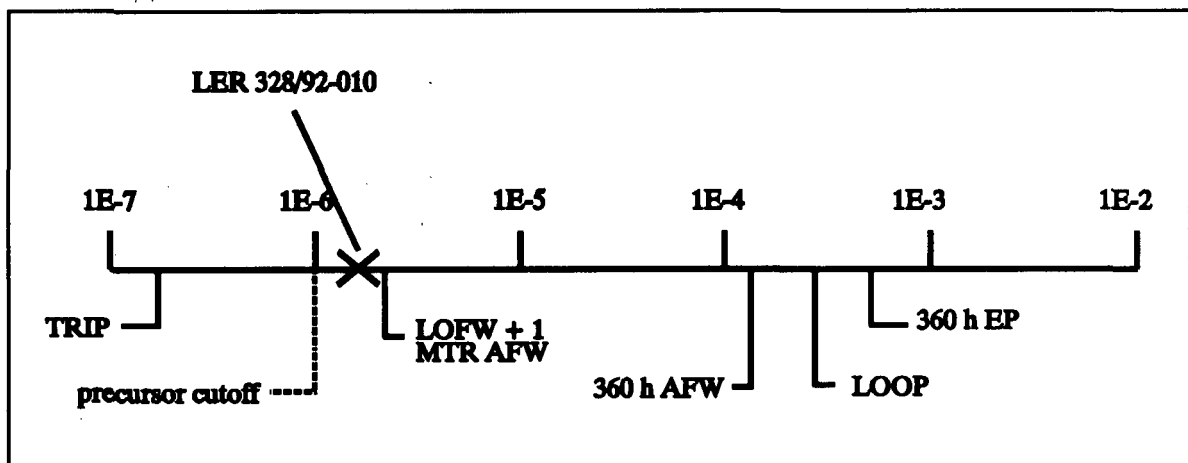 LER 328/92-010
1E-7 1E-6 1E-5 1E-4 1E-3 1E-2
TRIP
LOFW + 1
MTR AFW
360 h EP
precursor cutoff
360 h AFW
LOOP